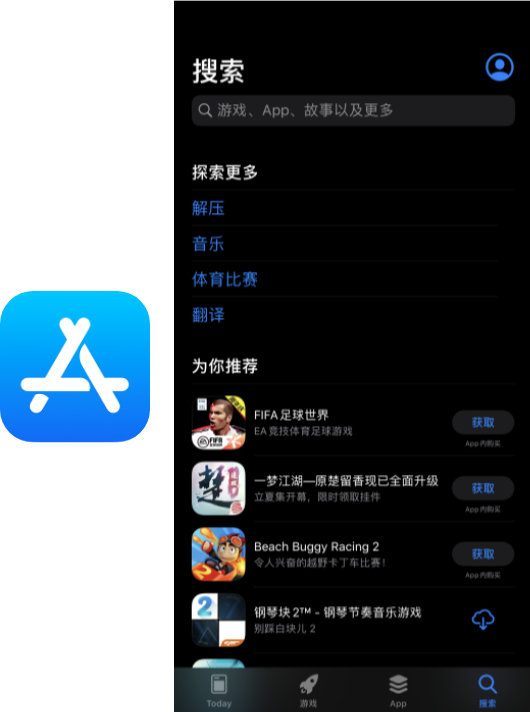 搜索
游戏、App、故事以及更多
探索更多
解压
音乐
体育比赛
翻译
为你推荐
FIFA足球世界
EA竞技体育足球游戏
获取
App内购买
一梦江湖—原楚留香现已全面升级
立夏集开幕，限时领取挂件
获取
App内购买
Beach Buggy Racing 2
令人兴奋的越野卡丁车比赛！
获取
App内购买
2
钢琴块2™ - 钢琴节奏音乐游戏
别踩白块儿 2
Today
游戏
App
搜索